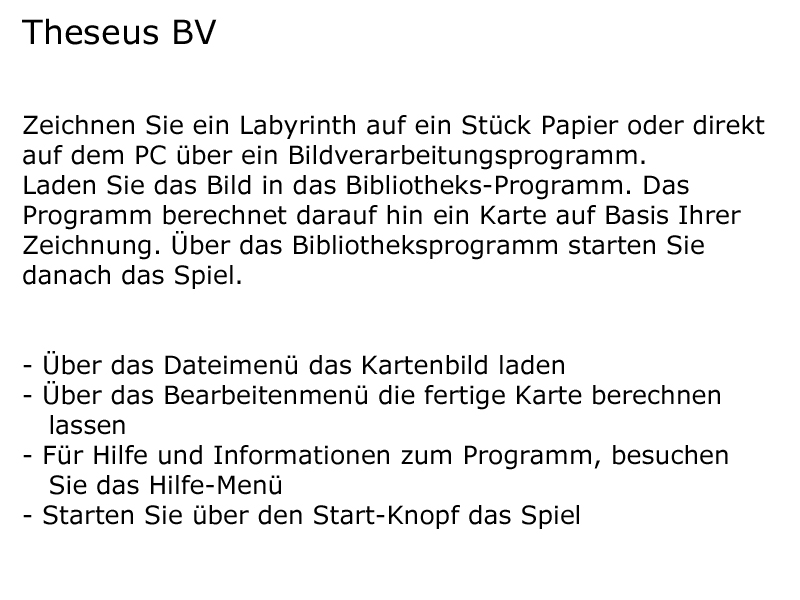 Theseus BV
Zeichnen Sie ein Labyrinth auf ein Stück Papier oder direkt
auf dem PC über ein Bildverarbeitungsprogramm.
Laden Sie das Bild in das Bibliotheks-Programm. Das
Programm berechnet darauf hin ein Karte auf Basis Ihrer
Zeichnung. Über das Bibliotheksprogramm starten Sie
danach das Spiel.
- Über das Dateimenü das Kartenbild laden
- Über das Bearbeitenmenü die fertige Karte berechnen
lassen
- Für Hilfe und Informationen zum Programm, besuchen
Sie das Hilfe-Menü
- Starten Sie über den Start-Knopf das Spiel